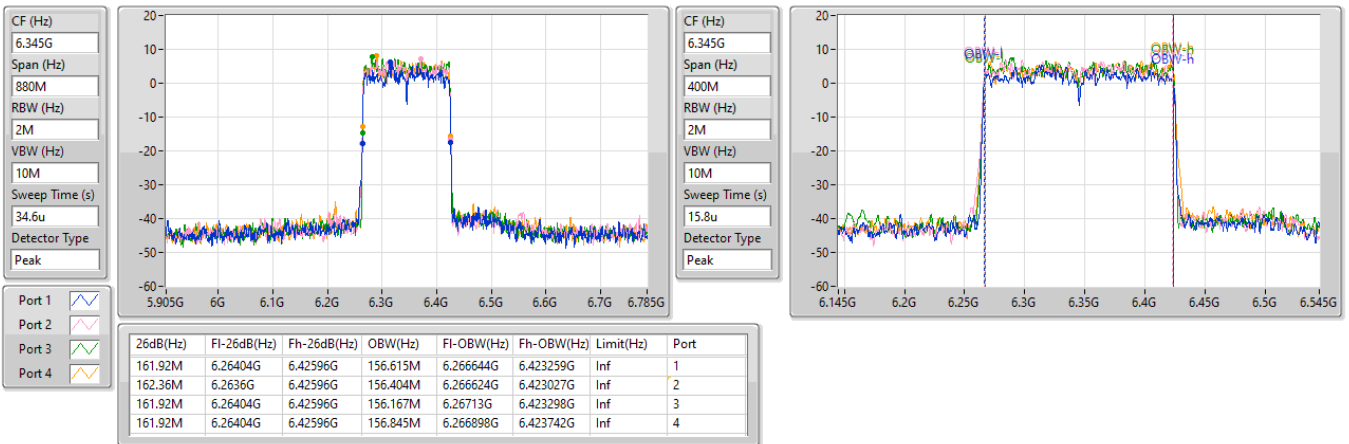 CF (Hz)
6.345G
Span (Hz)
880M
RBW (Hz)
2M
VBW (Hz)
10M
Sweep Time (s)
34.6u
Detector Type
Peak
20
10
0
-10
-20
-30
-40
-50
-60
5.905G 6G 6.1G 6.2G 6.3G 6.4G 6.5G 6.6G 6.7G 6.785G
CF (Hz)
6.345G
Span (Hz)
400M
RBW (Hz)
2M
VBW (Hz)
10M
Sweep Time (s)
15.8u
Detector Type
Peak
20
10
0
-10
-20
-30
-40
-50
-60
OBW-l
OBW-h
OBW-h
6.145G 6.2G 6.25G 6.3G 6.35G 6.4G 6.45G 6.5G 6.545G
Port 1
Port 2
Port 3
Port 4
26dB(Hz) Fl-26dB(Hz) Fh-26dB(Hz) OBW(Hz) Fl-OBW(Hz) Fh-OBW(Hz) Limit(Hz) Port
161.92M 6.26404G 6.42596G 156.615M 6.266644G 6.423259G Inf 1
162.36M 6.2636G 6.42596G 156.404M 6.266624G 6.423027G Inf 2
161.92M 6.26404G 6.42596G 156.167M 6.26713G 6.423298G Inf 3
161.92M 6.26404G 6.42596G 156.845M 6.266898G 6.423742G Inf 4